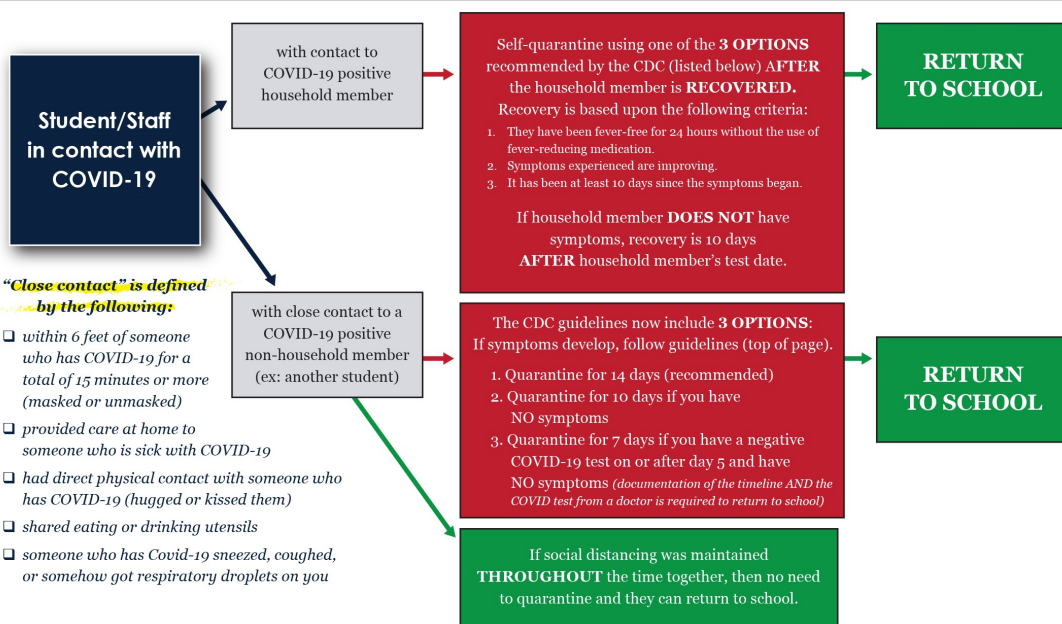 Student/Staff
in contact with
COVID-19
with contact to
COVID-19 positive
household member
Self-quarantine using one of the 3 OPTIONS
recommended by the CDC (listed below) AFTER
the household member is RECOVERED.
Recovery is based upon the following criteria:
1. They have been fever-free for 24 hours without the use of
fever-reducing medication.
2. Symptoms experienced are improving.
3. It has been at least 10 days since the symptoms began.
If household member DOES NOT have
symptoms, recovery is 10 days
AFTER household member's test date.
RETURN
TO SCHOOL
“Close contact” is defined
by the following:
❑ within 6 feet of someone
who has COVID-19 for a
total of 15 minutes or more
(masked or unmasked)
❑ provided care at home to
someone who is sick with COVID-19
❑ had direct physical contact with someone who
has COVID-19 (hugged or kissed them)
❑ shared eating or drinking utensils
❑ someone who has Covid-19 sneezed, coughed,
or somehow got respiratory droplets on you
with close contact to a
COVID-19 positive
non-household member
(ex: another student)
The CDC guidelines now include 3 OPTIONS:
If symptoms develop, follow guidelines (top of page).
1. Quarantine for 14 days (recommended)
2. Quarantine for 10 days if you have
NO symptoms
3. Quarantine for 7 days if you have a negative
COVID-19 test on or after day 5 and have
NO symptoms (documentation of the timeline AND the
COVID test from a doctor is required to return to school)
RETURN
TO SCHOOL
If social distancing was maintained
THROUGHOUT the time together, then no need
to quarantine and they can return to school.